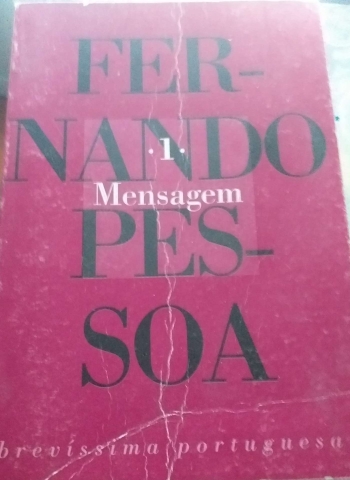 FER-
NANDO
·1·
Mensagem
PES-
SOA
brevíssima portuguesa